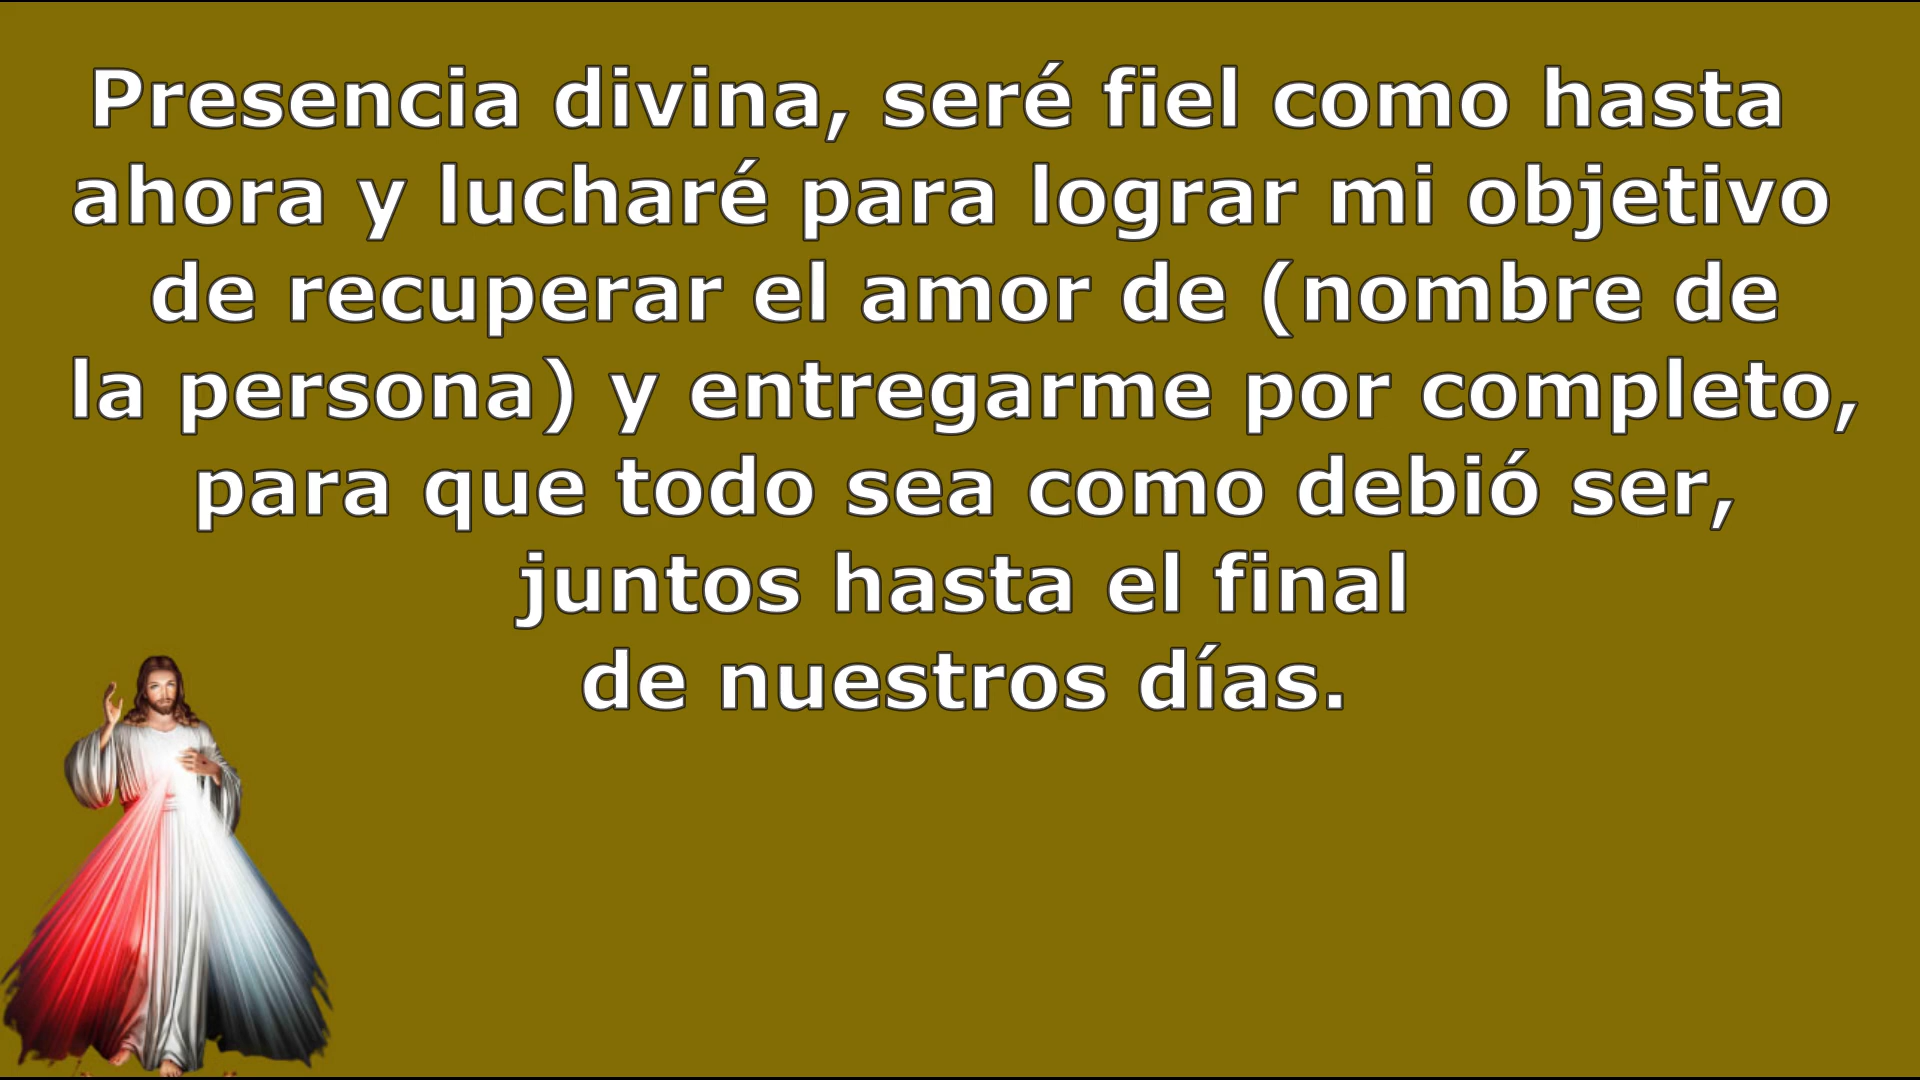 Presencia divina, seré fiel como hasta
ahora y lucharé para lograr mi objetivo
de recuperar el amor de (nombre de
la persona) y entregarme por completo,
para que todo sea como debió ser,
juntos hasta el final
de nuestros días.